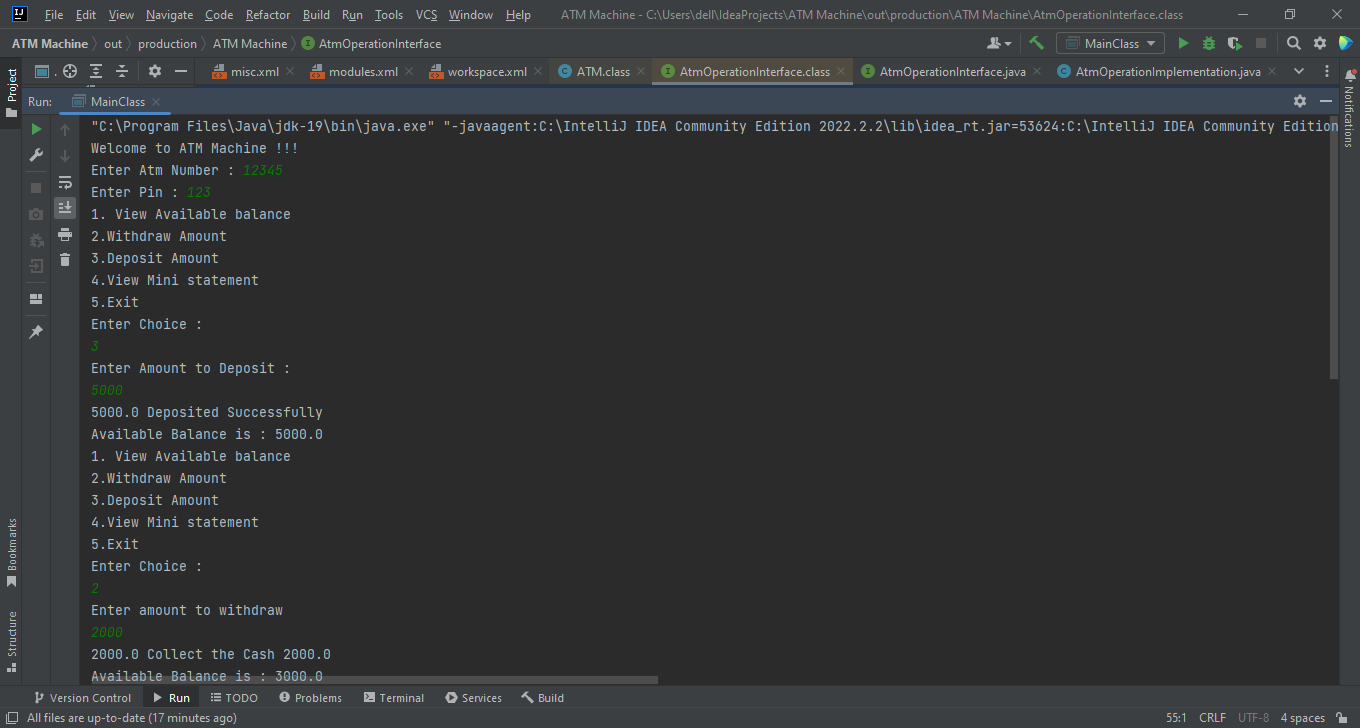 File Edit View Navigate Code Refactor Build Run Tools VCS Window Help ATM Machine - C:\Users\dell\IdeaProjects\ATM Machine\out\production\ATM Machine\AtmOperationInterface.class
ATM Machine out production ATM Machine AtmOperationInterface MainClass
Project misc.xml modules.xml workspace.xml ATM.class AtmOperationInterface.class AtmOperationInterface.java AtmOperationImplementation.java
Notifications
Run: MainClass
"C:\Program Files\Java\jdk-19\bin\java.exe" "-javaagent:C:\IntelliJ IDEA Community Edition 2022.2.2\lib\idea_rt.jar=53624:C:\IntelliJ IDEA Community Edition
Welcome to ATM Machine !!!
Enter Atm Number : 12345
Enter Pin : 123
1. View Available balance
2.Withdraw Amount
3.Deposit Amount
4.View Mini statement
5.Exit
Enter Choice :
3
Enter Amount to Deposit :
5000
5000.0 Deposited Successfully
Available Balance is : 5000.0
1. View Available balance
2.Withdraw Amount
3.Deposit Amount
4.View Mini statement
5.Exit
Enter Choice :
2
Enter amount to withdraw
2000
2000.0 Collect the Cash 2000.0
Available Balance is : 3000.0
Bookmarks
Structure
Version Control Run TODO Problems Terminal Services Build
All files are up-to-date (17 minutes ago) 55:1 CRLF UTF-8 4 spaces